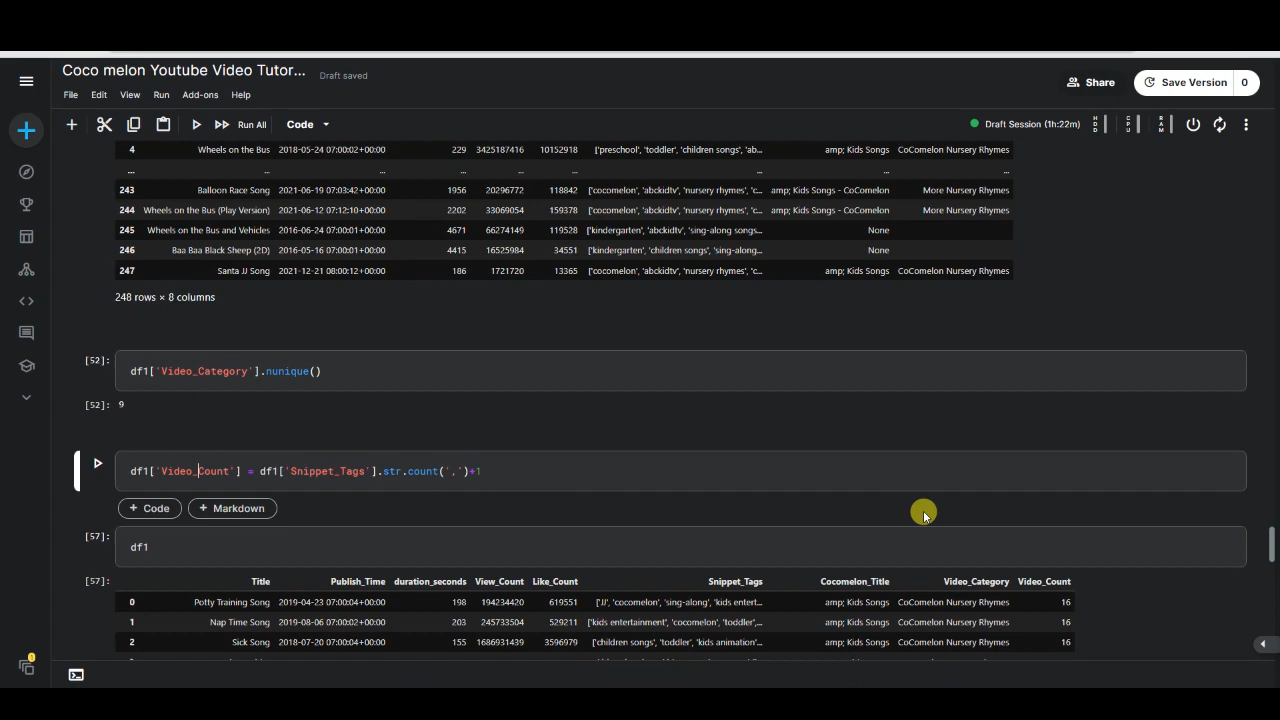 Coco melon Youtube Video Tutor... Draft saved
Share Save Version 0
File Edit View Run Add-ons Help
Run All Code Draft Session (1h:22m) HDD CPU RAM
4 Wheels on the Bus 2018-05-24 07:00:02+00:00 229 3425187416 10152918 ['preschool', 'toddler', 'children songs', 'ab... amp; Kids Songs CoComelon Nursery Rhymes
... ... ... ... ... ... ... ... ...
243 Balloon Race Song 2021-06-19 07:03:42+00:00 1956 20296772 118842 ['cocomelon', 'abckidtv', 'nursery rhymes', 'c... amp; Kids Songs - CoComelon More Nursery Rhymes
244 Wheels on the Bus (Play Version) 2021-06-12 07:12:10+00:00 2202 33069054 159378 ['cocomelon', 'abckidtv', 'nursery rhymes', 'c... amp; Kids Songs - CoComelon More Nursery Rhymes
245 Wheels on the Bus and Vehicles 2016-06-24 07:00:01+00:00 4671 66274149 119528 ['kindergarten', 'abckidtv', 'sing-along songs... None
246 Baa Baa Black Sheep (2D) 2016-05-16 07:00:01+00:00 4415 16525984 34551 ['kindergarten', 'children songs', 'sing-along... None
247 Santa JJ Song 2021-12-21 08:00:12+00:00 186 1721720 13365 ['cocomelon', 'abckidtv', 'nursery rhymes', 'c... amp; Kids Songs CoComelon Nursery Rhymes
248 rows × 8 columns
[52]: df1['Video_Category'].nunique()
[52]: 9
df1['Video_Count'] = df1['Snippet_Tags'].str.count(',')+1
+ Code + Markdown
[57]: df1
[57]: Title Publish_Time duration_seconds View_Count Like_Count Snippet_Tags Cocomelon_Title Video_Category Video_Count
0 Potty Training Song 2019-04-23 07:00:04+00:00 198 194234420 619551 ['JJ', 'cocomelon', 'sing-along', 'kids entert... amp; Kids Songs CoComelon Nursery Rhymes 16
1 Nap Time Song 2019-08-06 07:00:02+00:00 203 245733504 529211 ['kids entertainment', 'cocomelon', 'toddler',... amp; Kids Songs CoComelon Nursery Rhymes 16
2 Sick Song 2018-07-20 07:00:04+00:00 155 1686931439 3596979 ['children songs', 'toddler', 'kids animation'... amp; Kids Songs CoComelon Nursery Rhymes 16